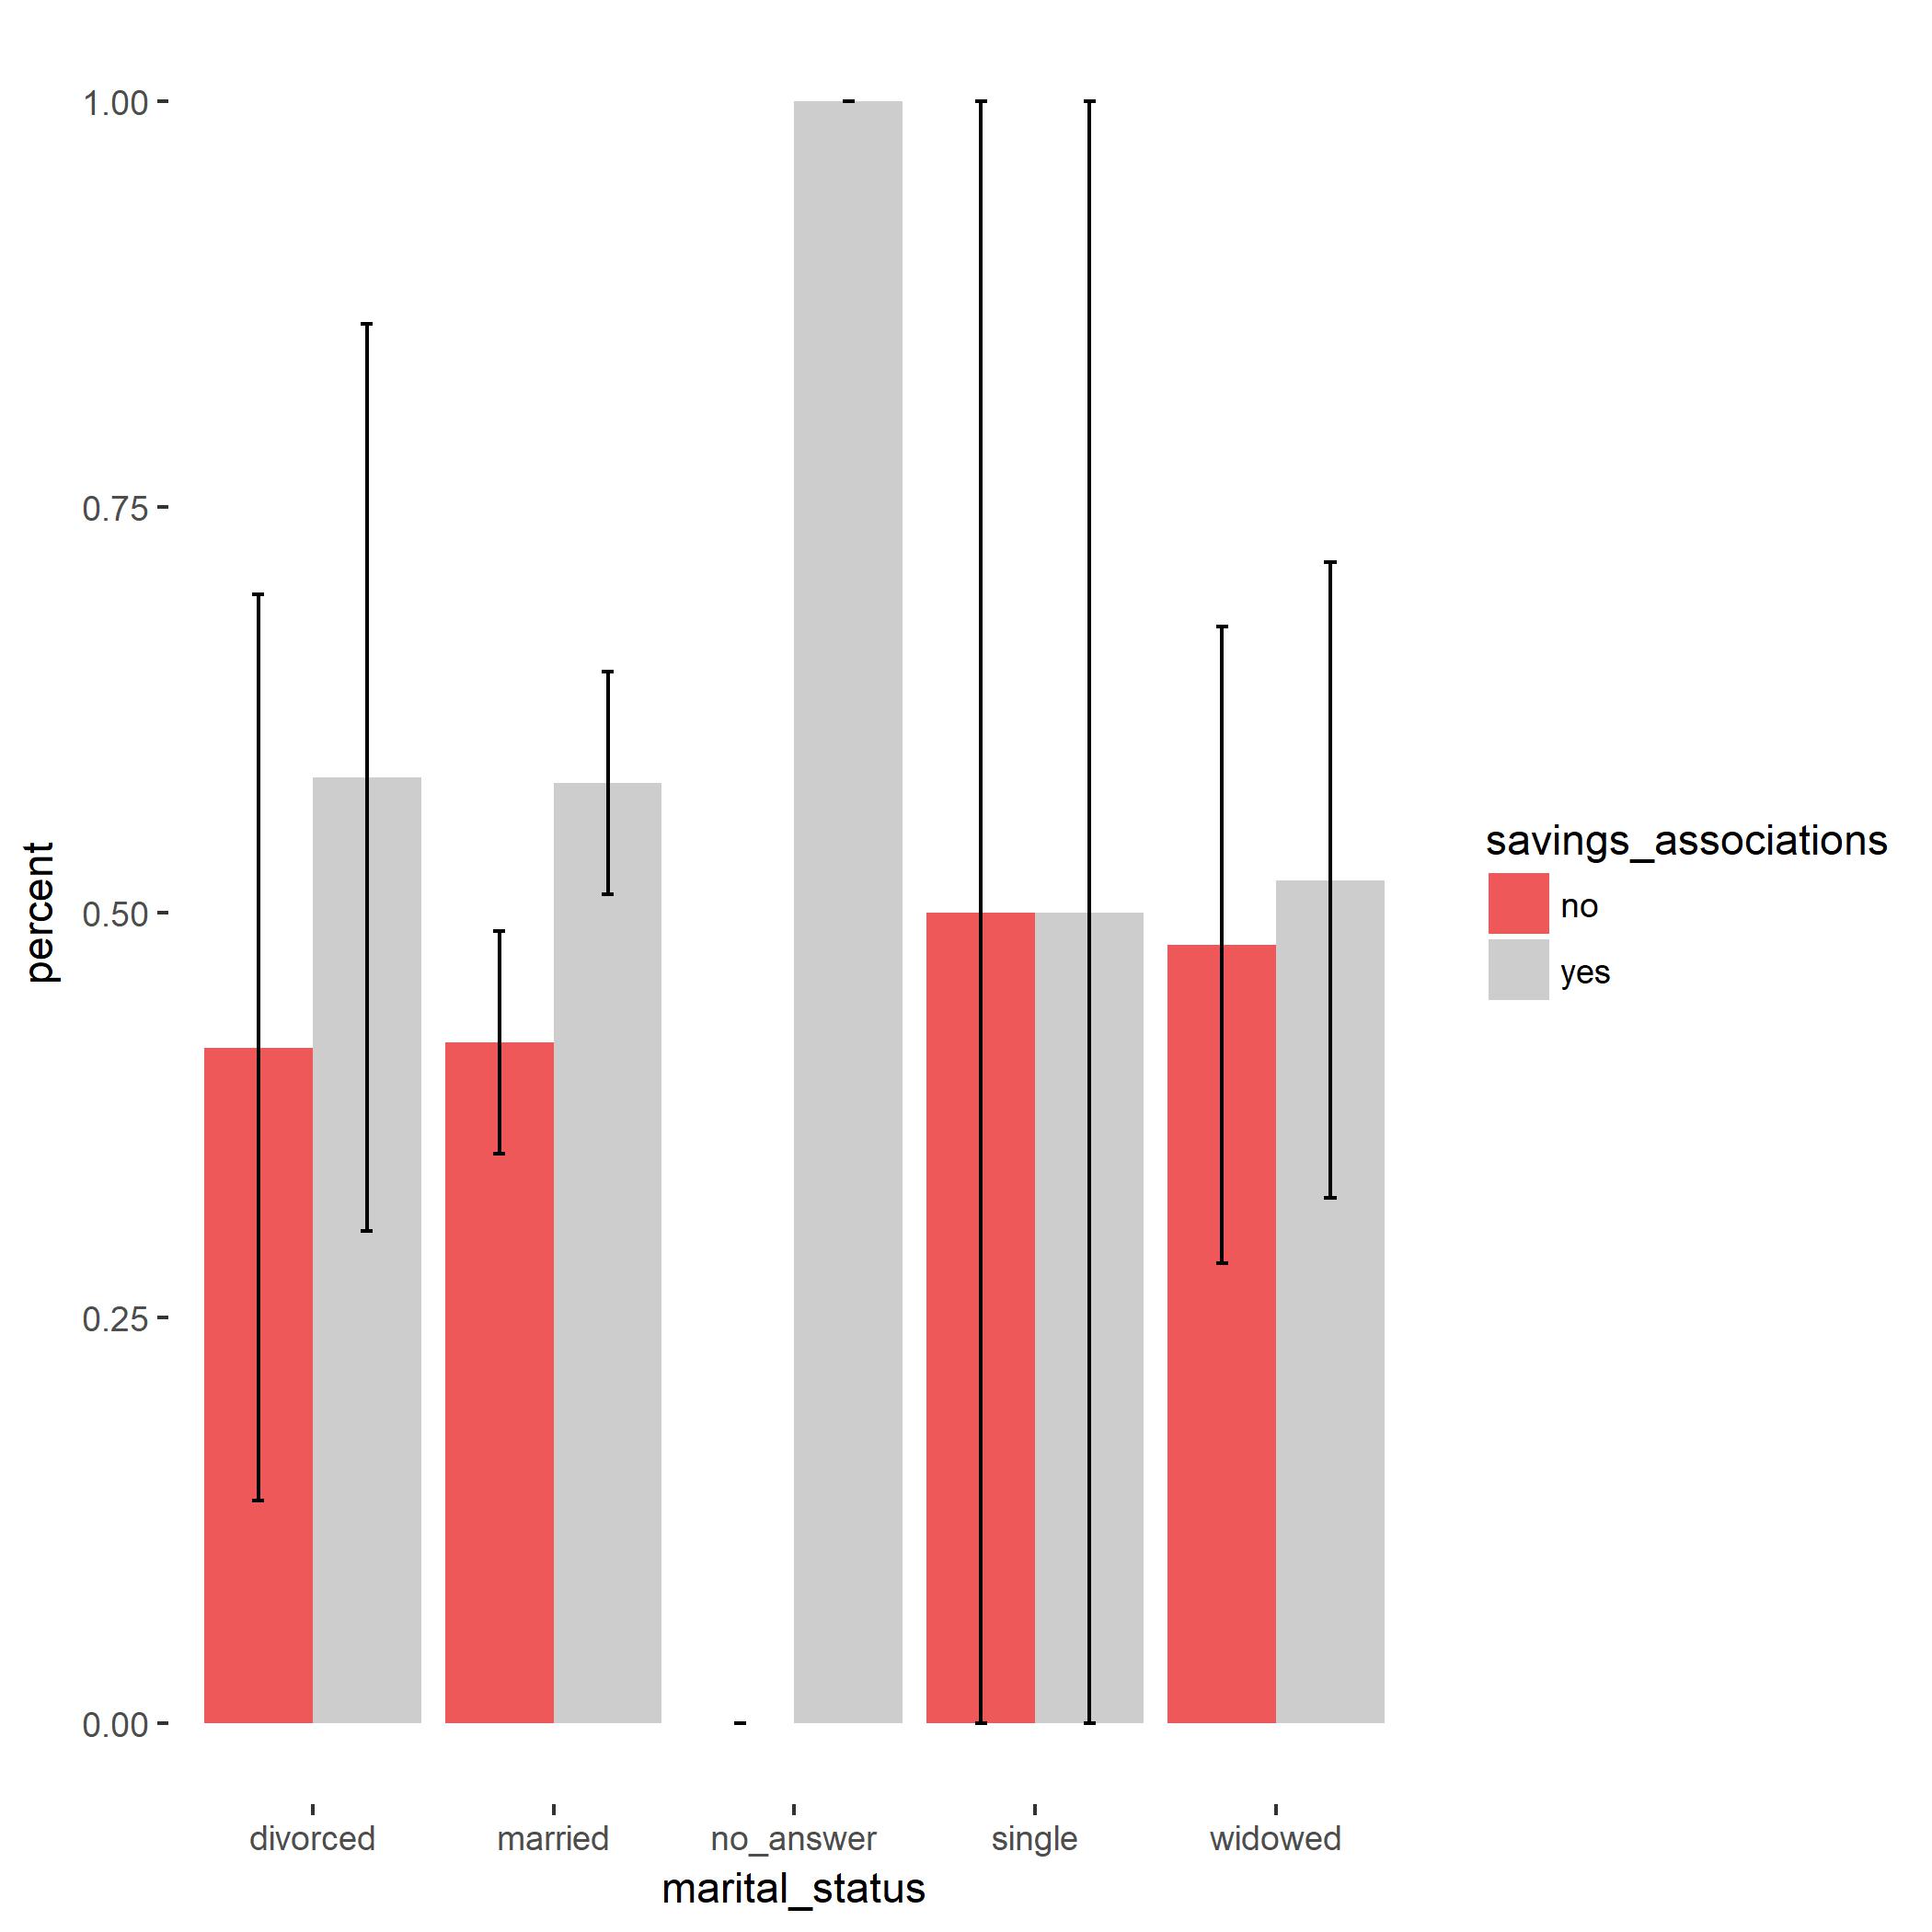 percent
1.00
0.75
0.50
0.25
0.00
divorced married no_answer single widowed
marital_status
savings_associations
no
yes